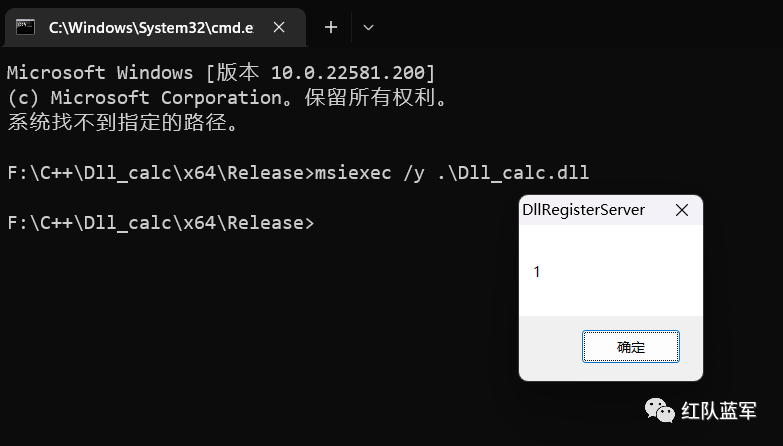 C:\Windows\System32\cmd.e
Microsoft Windows [版本 10.0.22581.200]
(c) Microsoft Corporation。保留所有权利。
系统找不到指定的路径。
F:\C++\Dll_calc\x64\Release>msiexec /y .\Dll_calc.dll
F:\C++\Dll_calc\x64\Release>
DllRegisterServer
1
确定
红队蓝军